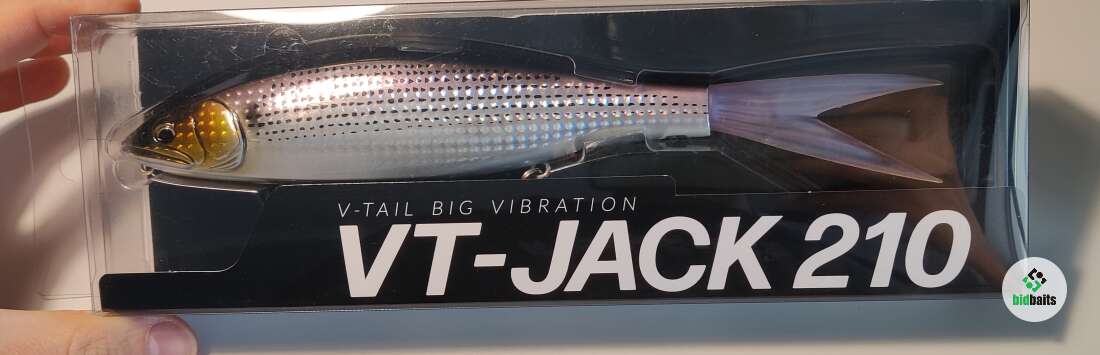 V-TAIL BIG VIBRATION
VT-JACK 210
bidbaits